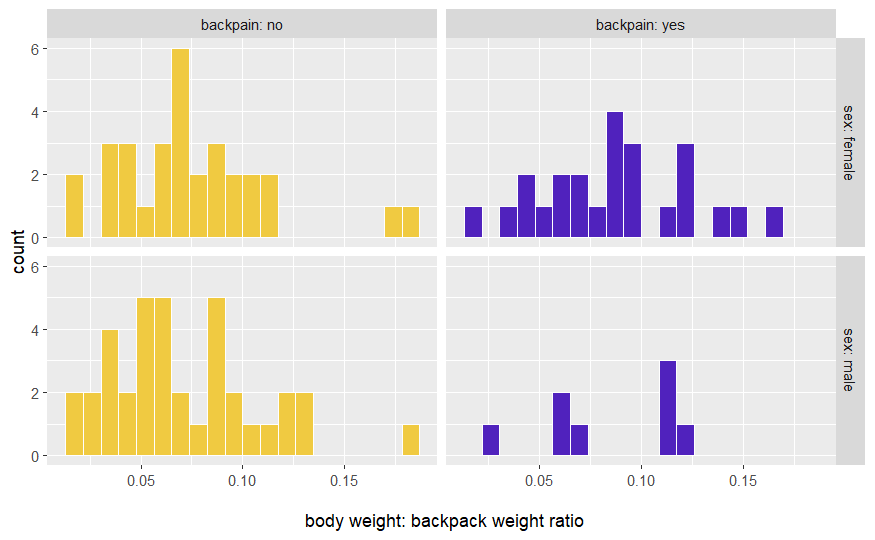 backpain: no
backpain: yes
6
4
2
0
sex: female
count
6
4
2
0
sex: male
0.05
0.10
0.15
0.05
0.10
0.15
body weight: backpack weight ratio